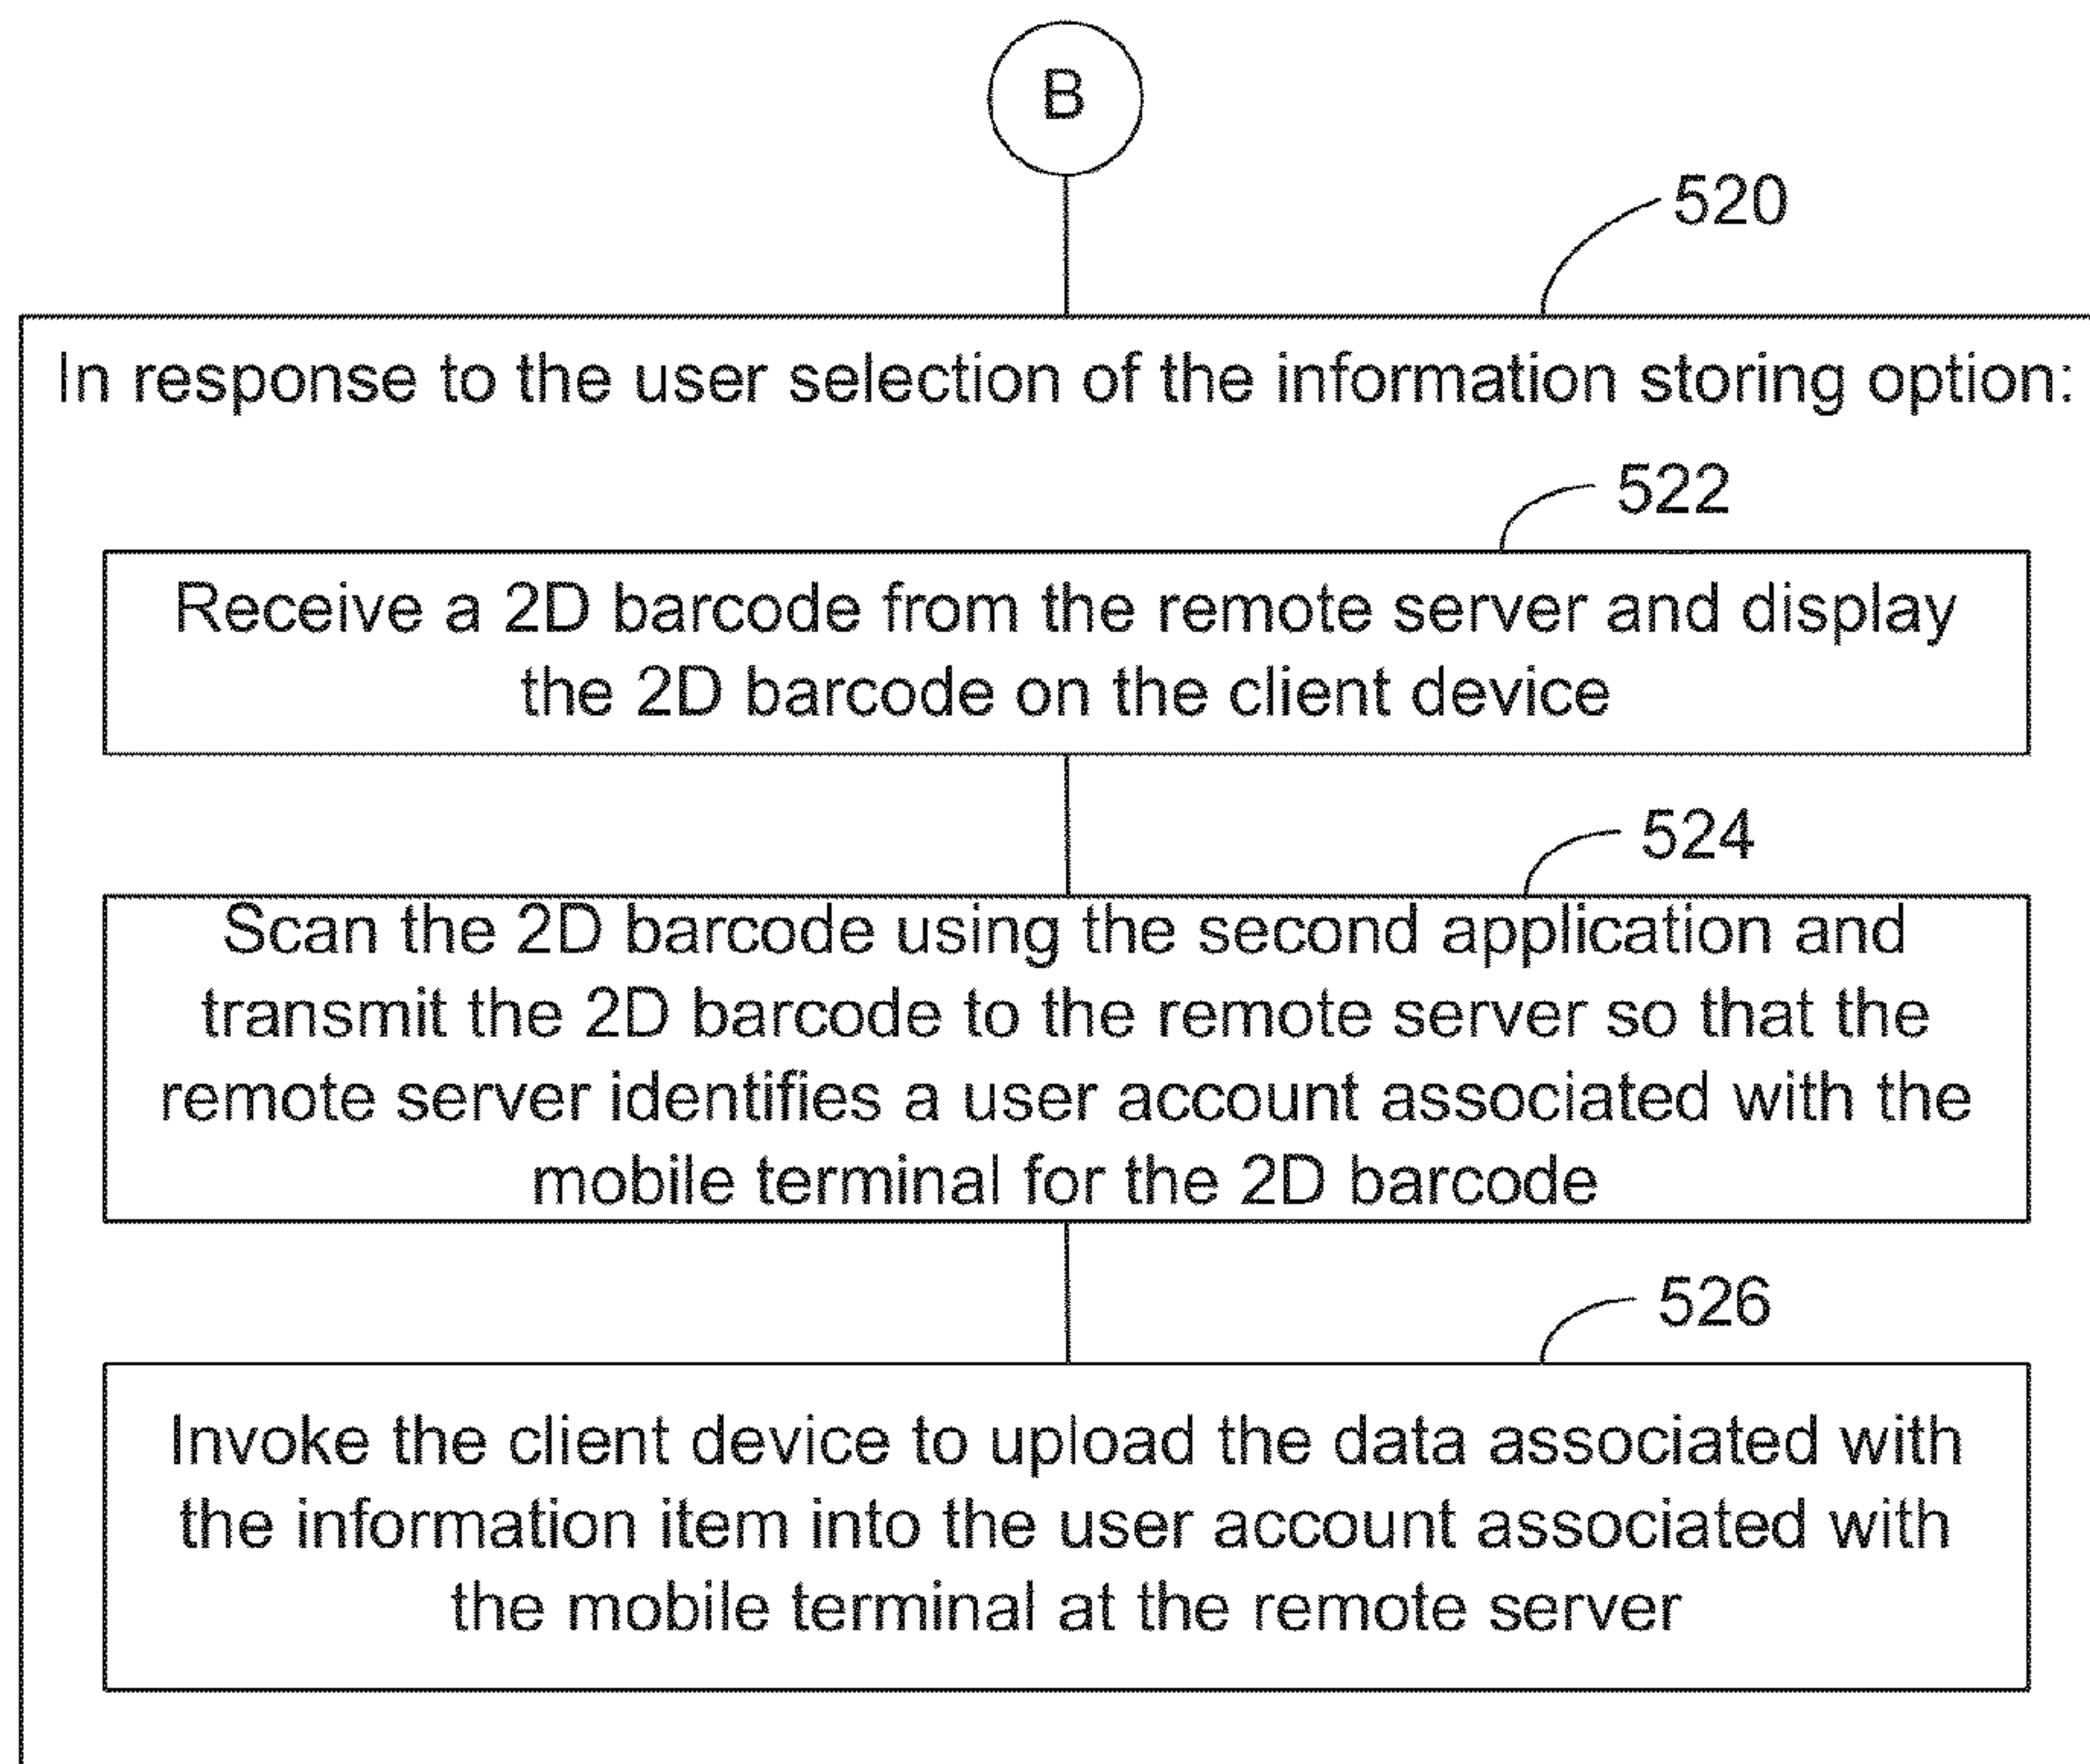 B
520
In response to the user selection of the information storing option:
522
Receive a 2D barcode from the remote server and display
the 2D barcode on the client device
524
Scan the 2D barcode using the second application and
transmit the 2D barcode to the remote server so that the
remote server identifies a user account associated with the
mobile terminal for the 2D barcode
526
Invoke the client device to upload the data associated with
the information item into the user account associated with
the mobile terminal at the remote server